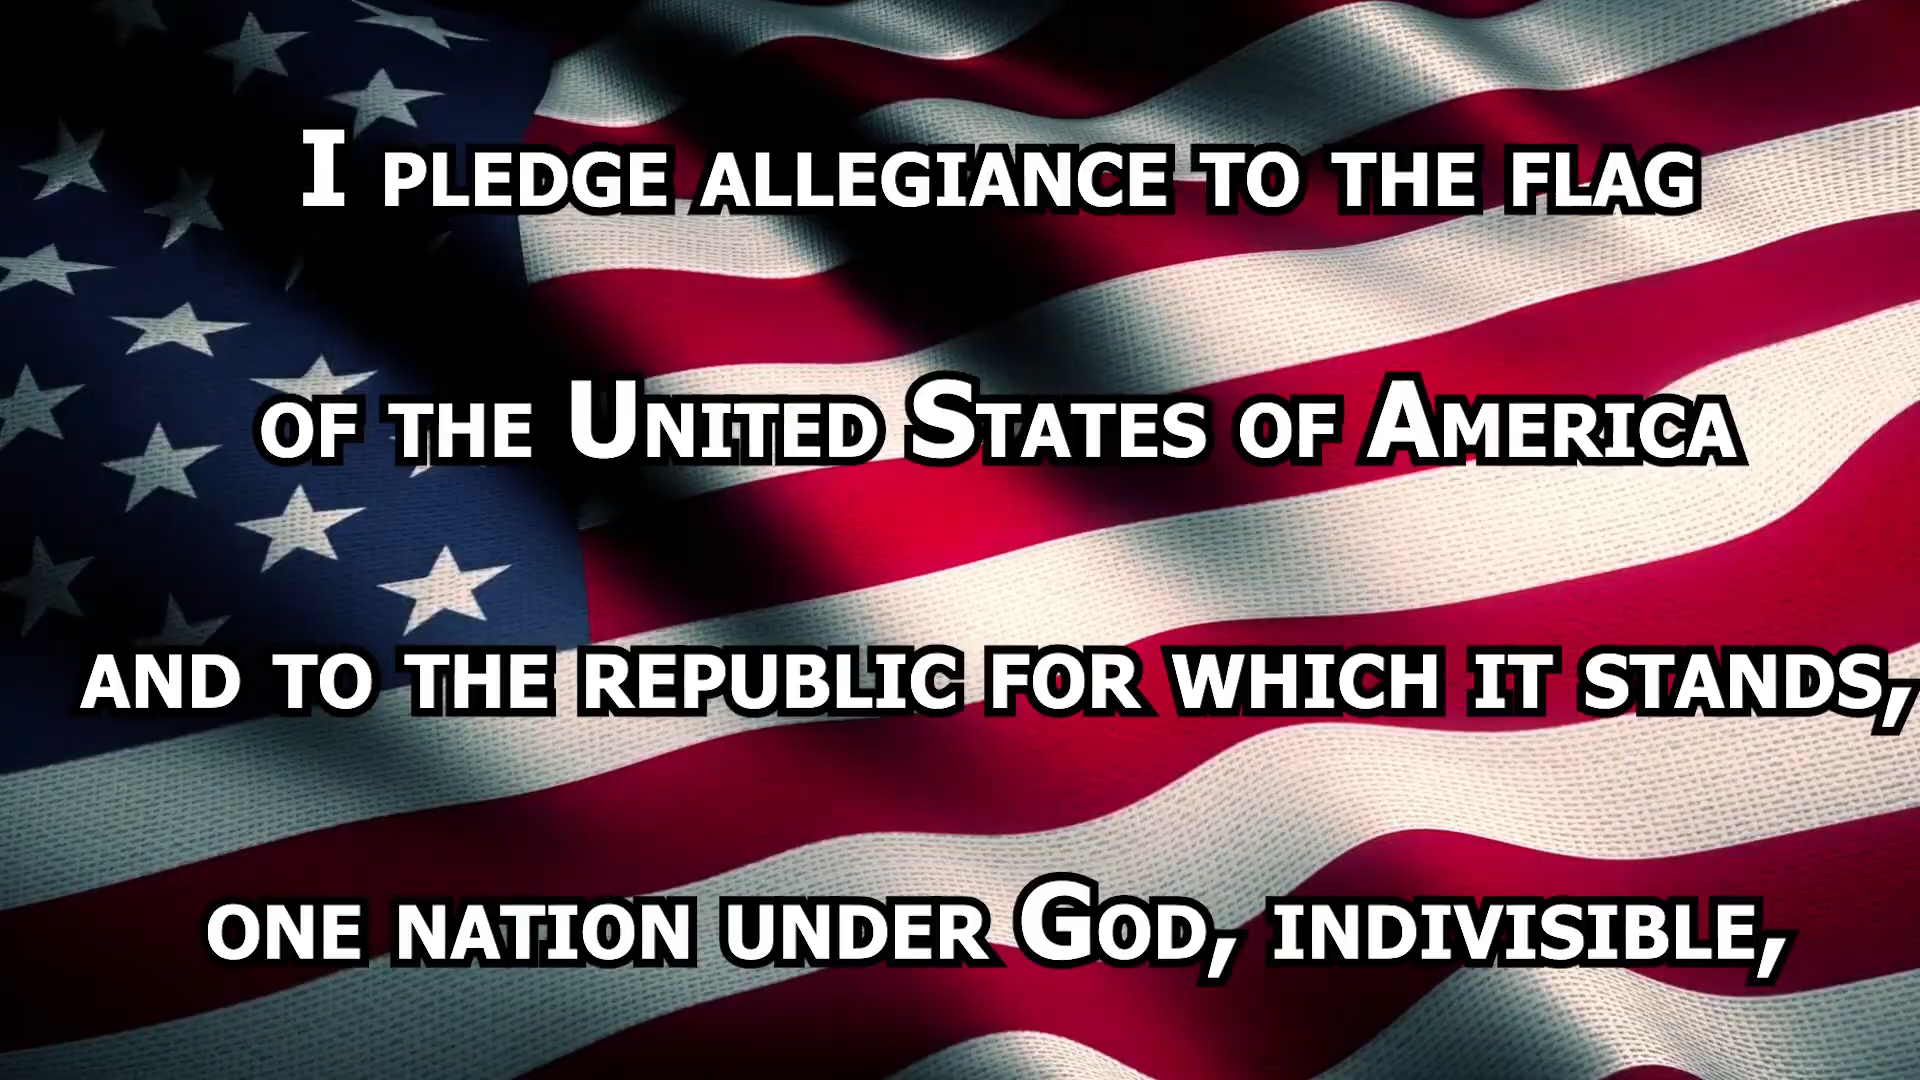 I pledge allegiance to the flag
of the United States of America
and to the republic for which it stands,
one nation under God, indivisible,